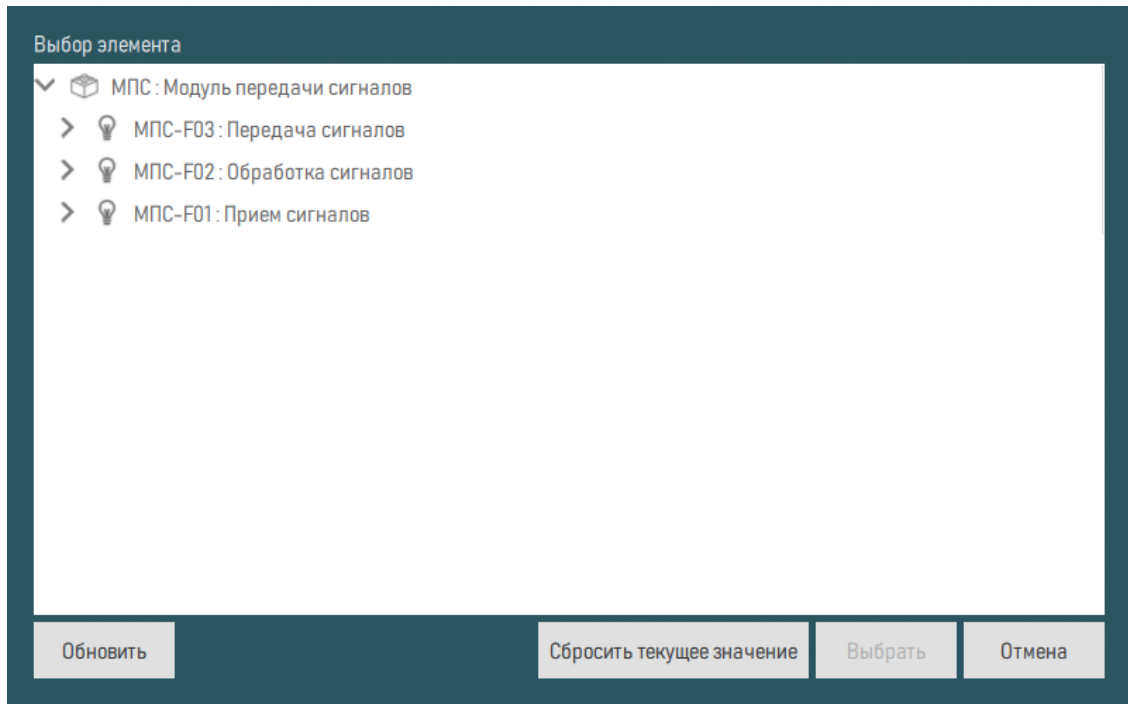 Выбор элемента
МПС : Модуль передачи сигналов
МПС-F03 : Передача сигналов
МПС-F02 : Обработка сигналов
МПС-F01 : Прием сигналов
Обновить
Сбросить текущее значение
Выбрать
Отмена